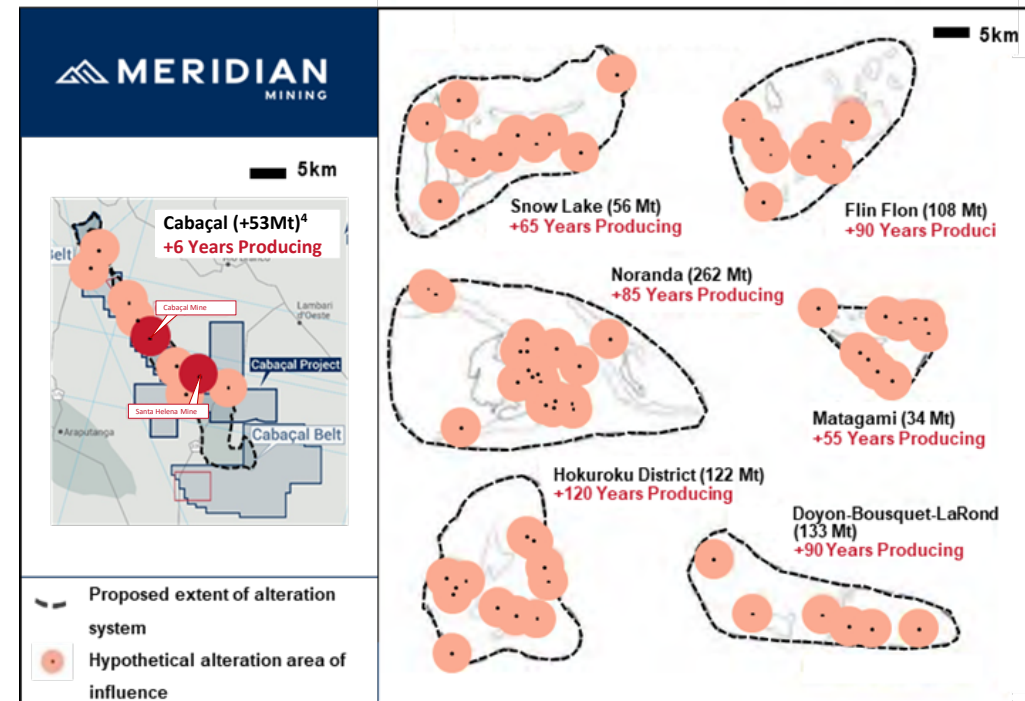 MERIDIAN
MINING
5km
Cabaçal (+53Mt)4
+6 Years Producing
Belt
Cabaçal Mine
Lambari
d'Oeste
Cabaçal Project
Santa Helena Mine
Araputanga
Cabaçal Belt
Proposed extent of alteration
system
Hypothetical alteration area of
influence
5km
Snow Lake (56 Mt)
+65 Years Producing
Flin Flon (108 Mt)
+90 Years Produci
Noranda (262 Mt)
+85 Years Producing
Matagami (34 Mt)
+55 Years Producing
Hokuroku District (122 Mt)
+120 Years Producing
Doyon-Bousquet-LaRond
(133 Mt)
+90 Years Producing